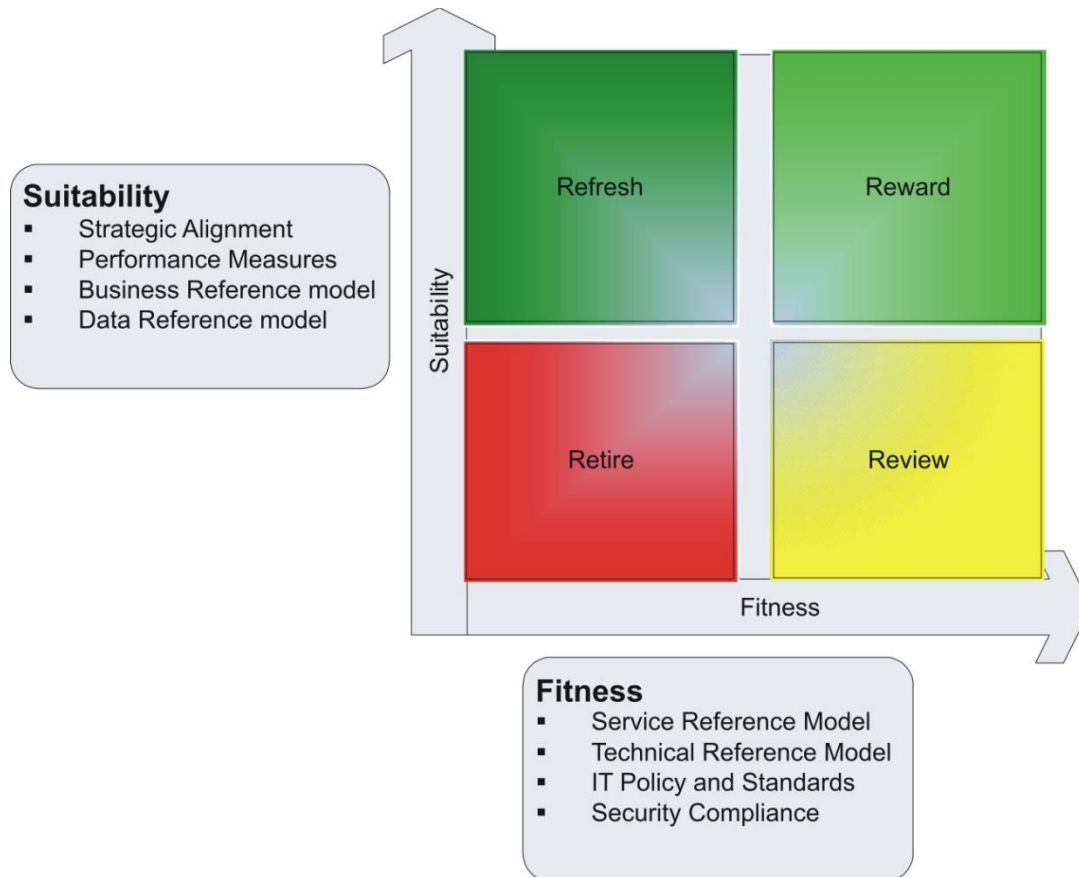 Refresh
Reward
Suitability
▪ Strategic Alignment
▪ Performance Measures
▪ Business Reference model
▪ Data Reference model
Suitability
Retire
Review
Fitness
Fitness
▪ Service Reference Model
▪ Technical Reference Model
▪ IT Policy and Standards
▪ Security Compliance